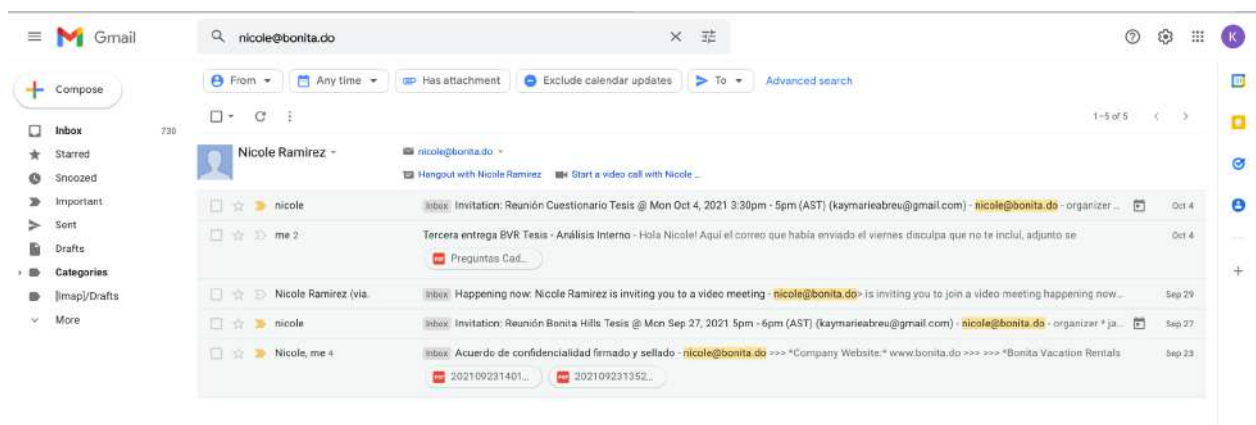 Gmail
nicole@bonita.do
K
Compose
From
Any time
Has attachment
Exclude calendar updates
To
Advanced search
1–5 of 5
Inbox 730
Starred
Snoozed
Important
Sent
Drafts
Categories
[Imap]/Drafts
More
Nicole Ramirez
nicole@bonita.do
Hangout with Nicole Ramirez Start a video call with Nicole ...
nicole Inbox Invitation: Reunión Cuestionario Tesis @ Mon Oct 4, 2021 3:30pm - 5pm (AST) (kaymarieabreu@gmail.com) - nicole@bonita.do - organizer ... Oct 4
me 2 Tercera entrega BVR Tesis - Análisis Interno - Hola Nicole! Aquí el correo que había enviado el viernes disculpa que no te incluí, adjunto se Oct 4
PDF Preguntas Cad...
Nicole Ramirez (via. Inbox Happening now: Nicole Ramirez is inviting you to a video meeting - nicole@bonita.do> is inviting you to join a video meeting happening now... Sep 29
nicole Inbox Invitation: Reunión Bonita Hills Tesis @ Mon Sep 27, 2021 5pm - 6pm (AST) (kaymarieabreu@gmail.com) - nicole@bonita.do - organizer * ja... Sep 27
Nicole, me 4 Inbox Acuerdo de confidencialidad firmado y sellado - nicole@bonita.do >>> *Company Website:* www.bonita.do >>> >>> *Bonita Vacation Rentals Sep 23
PDF 202109231401... PDF 202109231352...